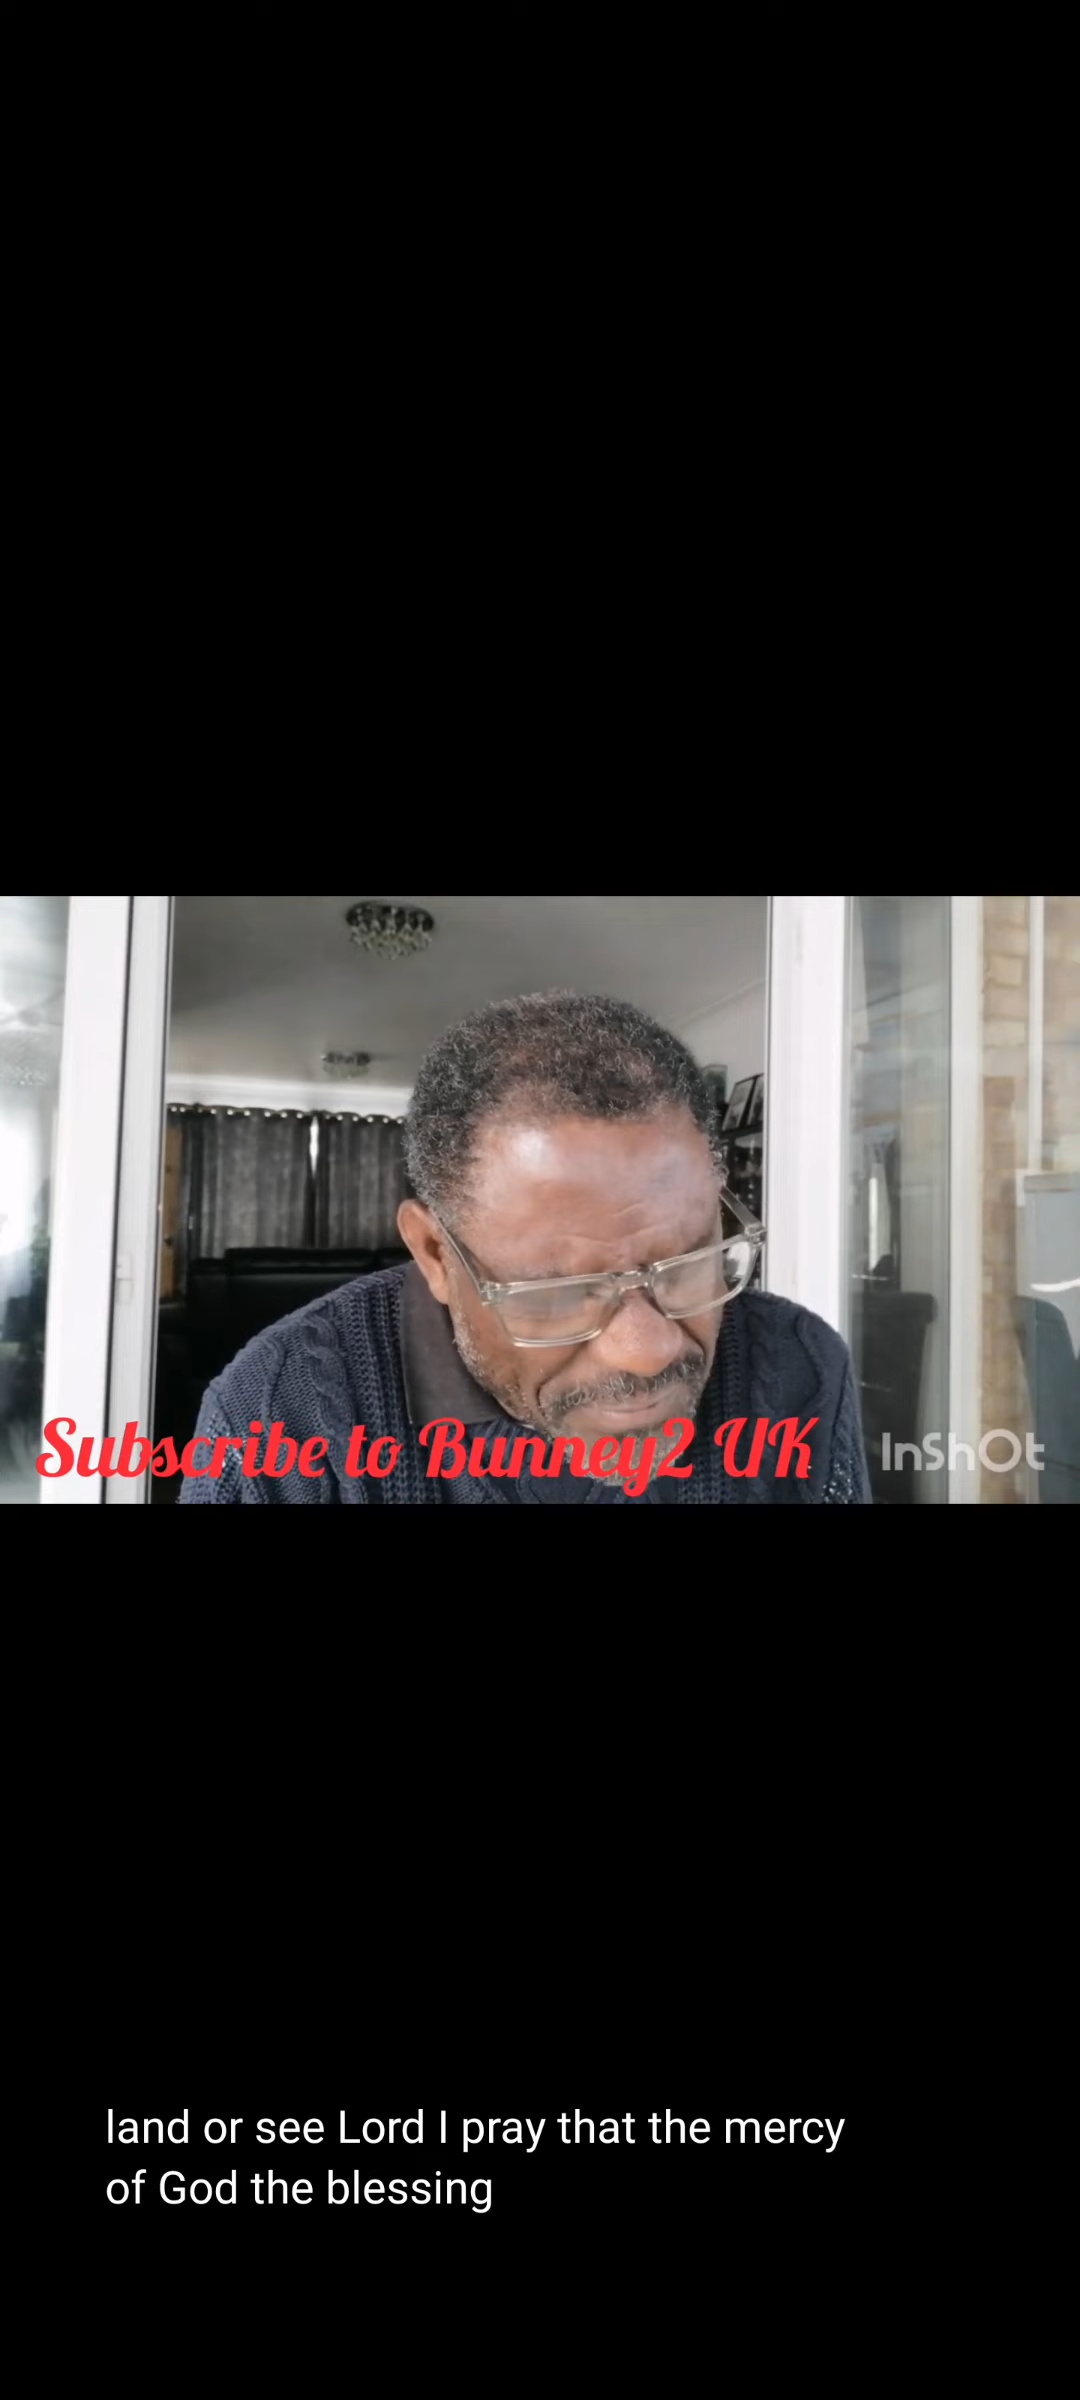 Subscribe to Bunney2 UK
InShOt
land or see Lord I pray that the mercy
of God the blessing